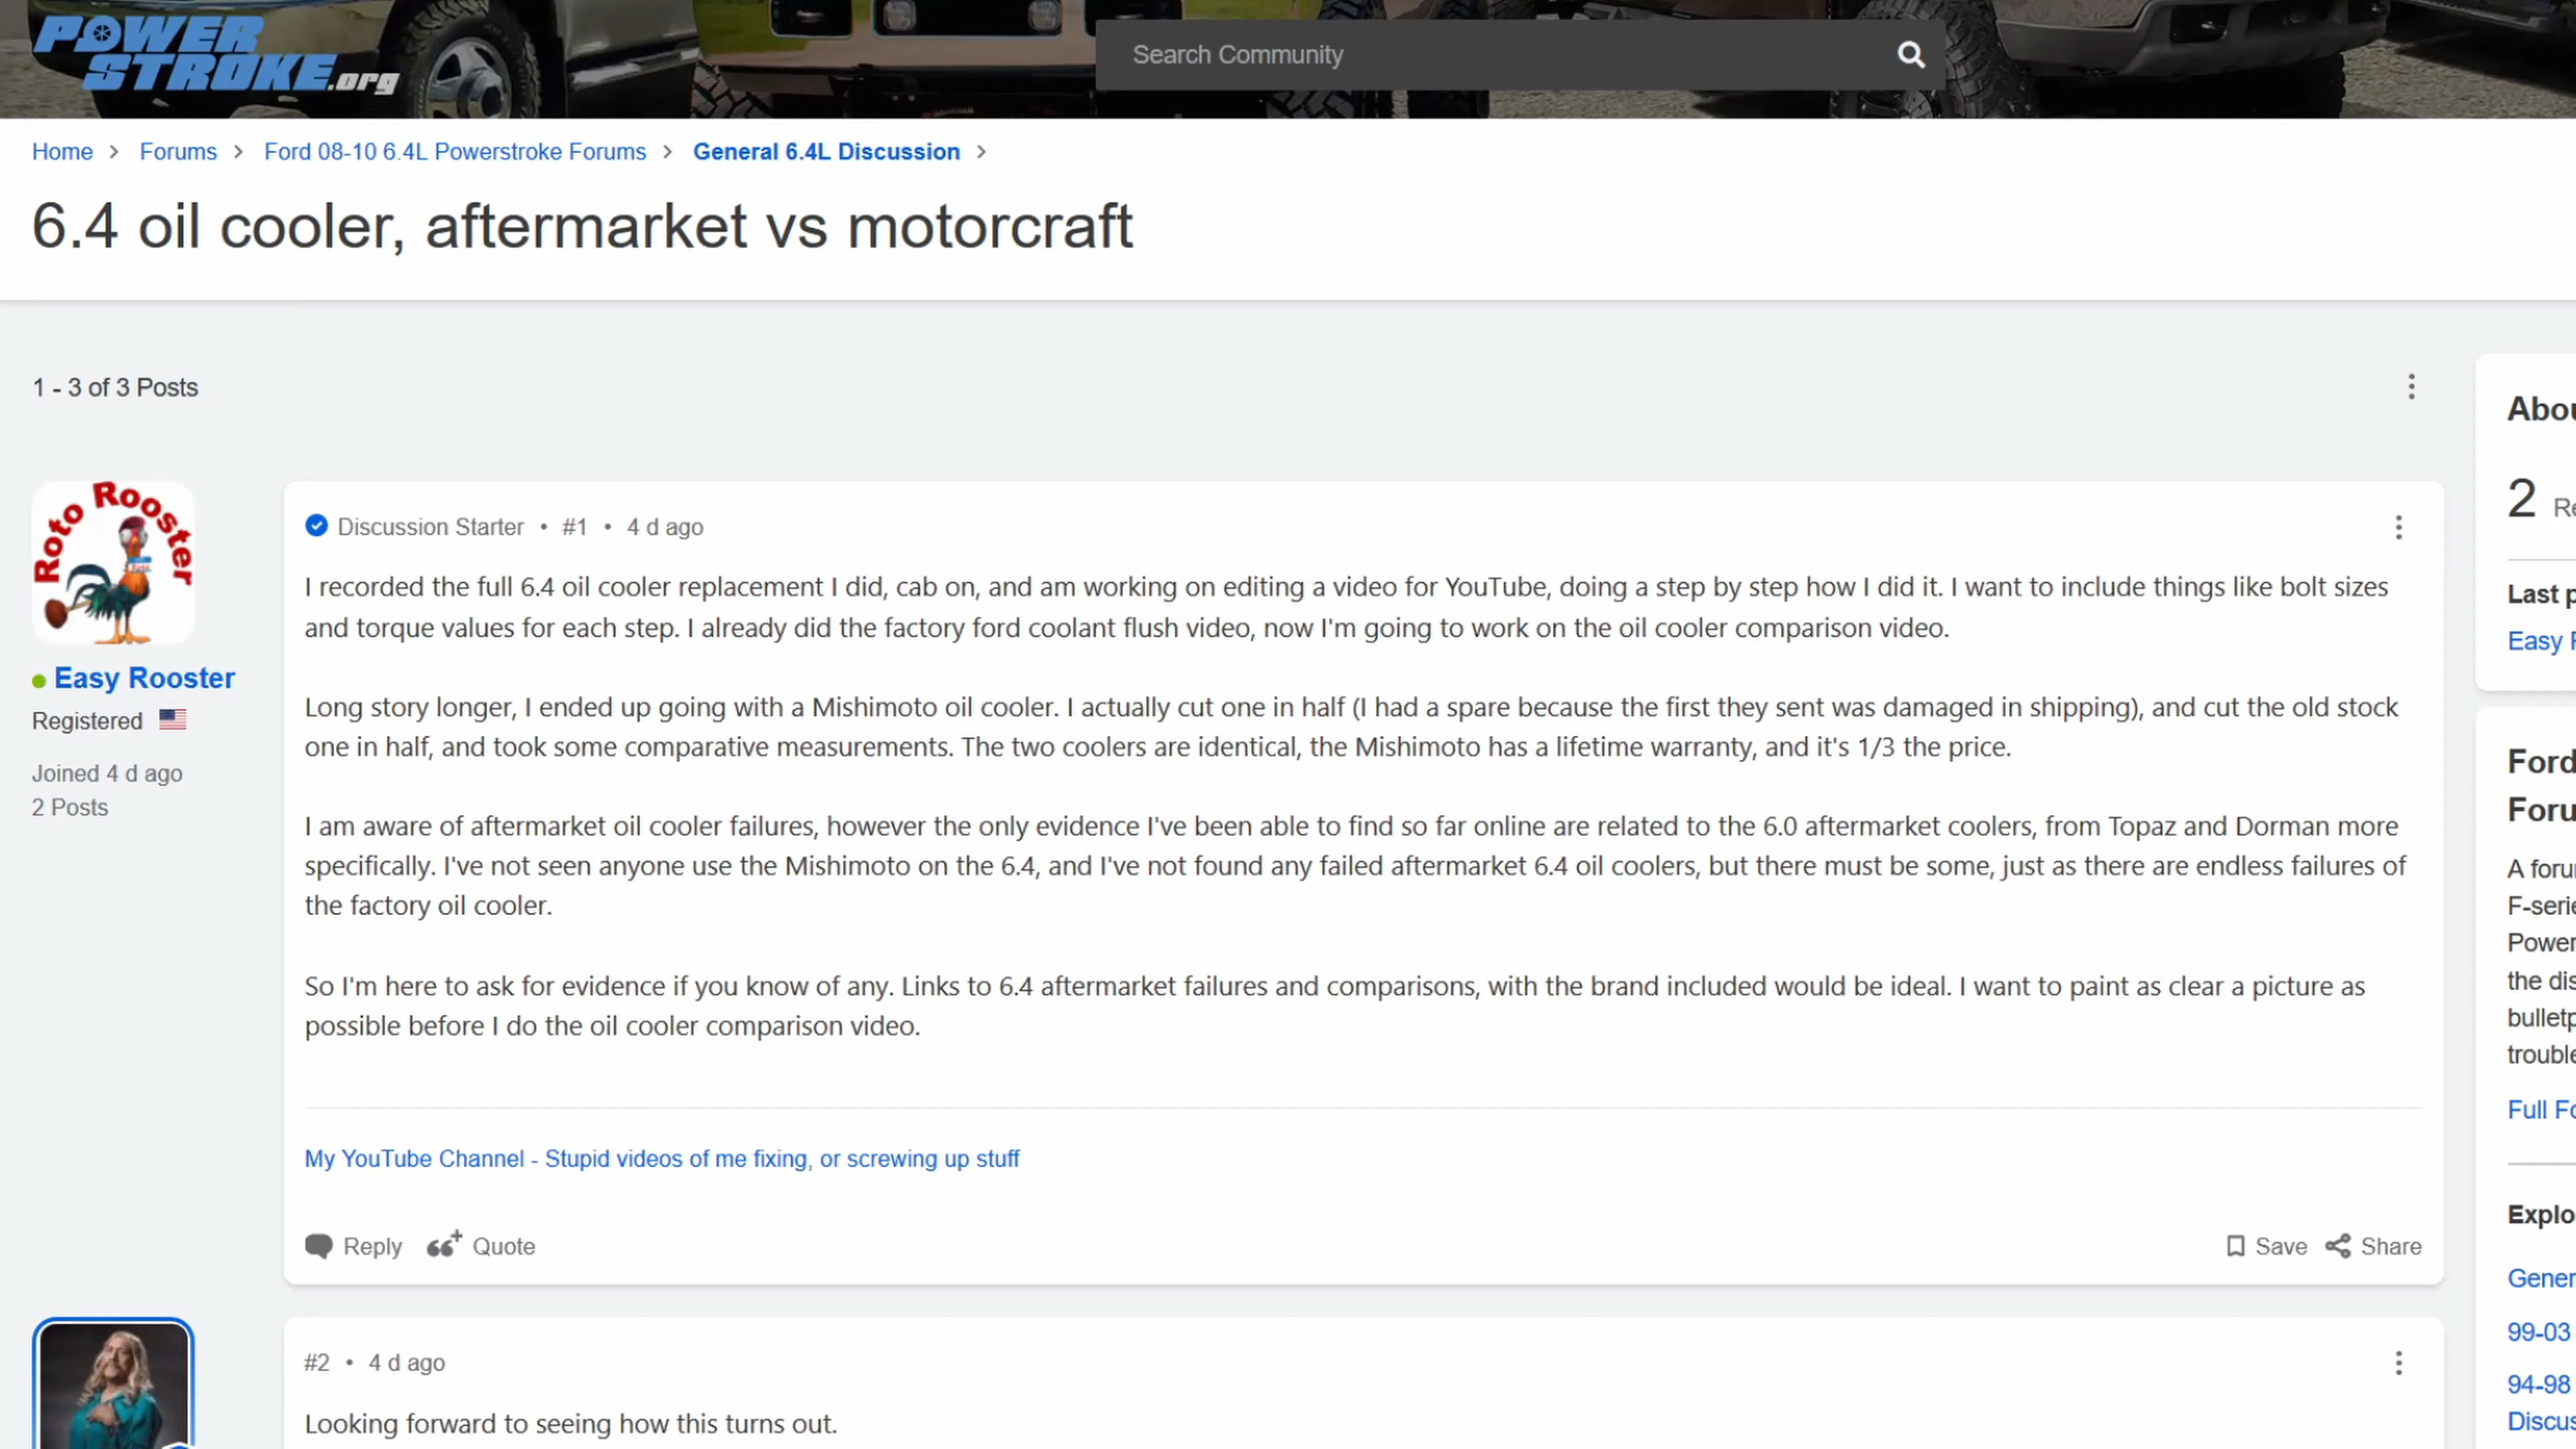 POWER
STROKE.org
Search Community
Home > Forums > Ford 08-10 6.4L Powerstroke Forums > General 6.4L Discussion >
6.4 oil cooler, aftermarket vs motorcraft
1 - 3 of 3 Posts
Roto Rooster
Easy Rooster
Registered
Joined 4 d ago
2 Posts
Discussion Starter • #1 • 4 d ago
I recorded the full 6.4 oil cooler replacement I did, cab on, and am working on editing a video for YouTube, doing a step by step how I did it. I want to include things like bolt sizes
and torque values for each step. I already did the factory ford coolant flush video, now I'm going to work on the oil cooler comparison video.
Long story longer, I ended up going with a Mishimoto oil cooler. I actually cut one in half (I had a spare because the first they sent was damaged in shipping), and cut the old stock
one in half, and took some comparative measurements. The two coolers are identical, the Mishimoto has a lifetime warranty, and it's 1/3 the price.
I am aware of aftermarket oil cooler failures, however the only evidence I've been able to find so far online are related to the 6.0 aftermarket coolers, from Topaz and Dorman more
specifically. I've not seen anyone use the Mishimoto on the 6.4, and I've not found any failed aftermarket 6.4 oil coolers, but there must be some, just as there are endless failures of
the factory oil cooler.
So I'm here to ask for evidence if you know of any. Links to 6.4 aftermarket failures and comparisons, with the brand included would be ideal. I want to paint as clear a picture as
possible before I do the oil cooler comparison video.
My YouTube Channel - Stupid videos of me fixing, or screwing up stuff
Reply Quote
Save Share
#2 • 4 d ago
Looking forward to seeing how this turns out.
Abou
2 Re
Last p
Easy R
Ford
Foru
A foru
F-serie
Power
the dis
bulletp
trouble
Full Fo
Explo
Gener
99-03
94-98
Discus